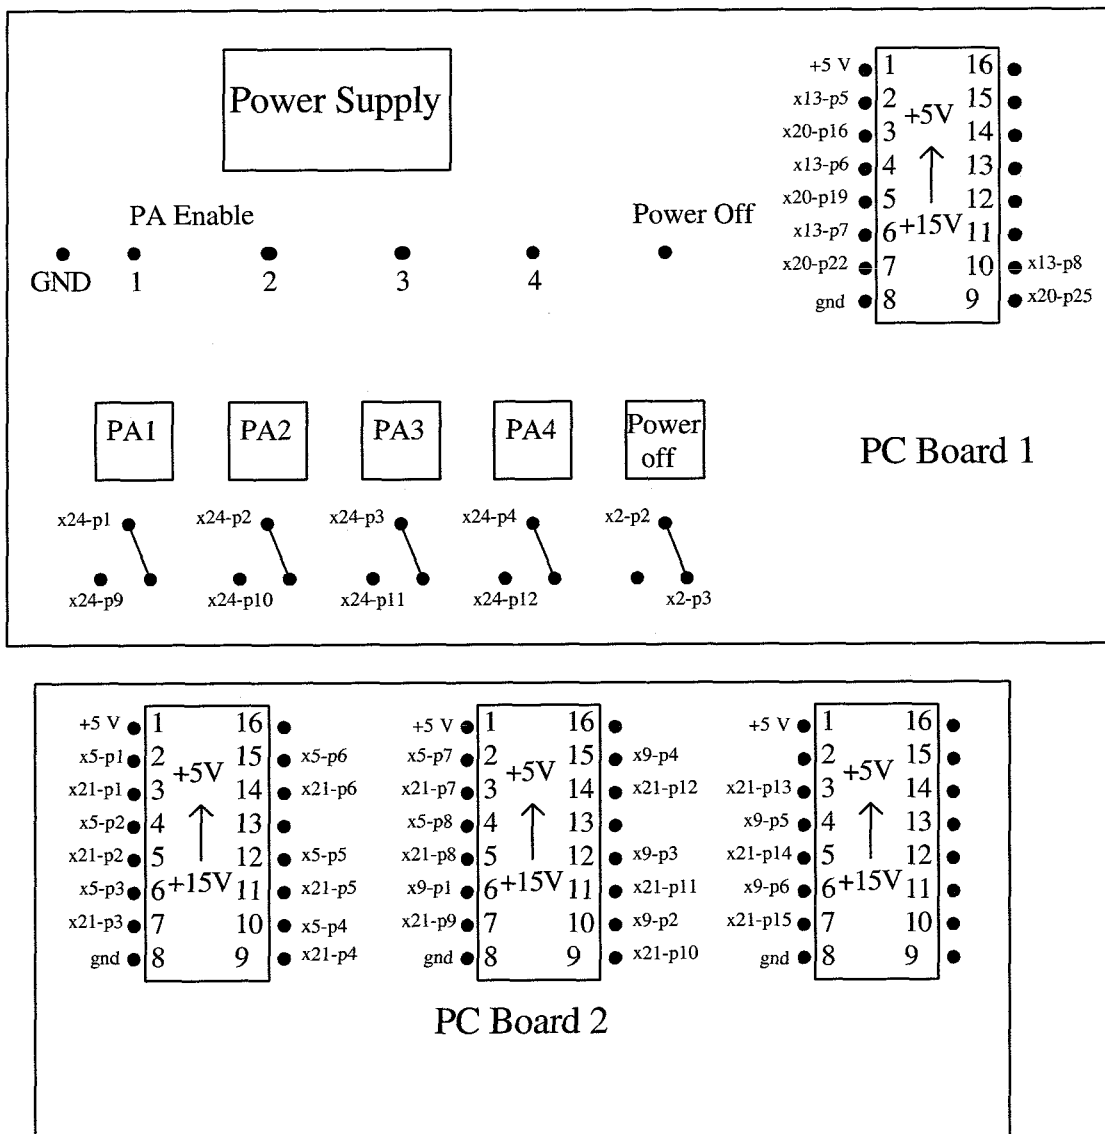 Power Supply
PA Enable
Power Off
GND 1 2 3 4
+5 V 1 16
x13-p5 2 15
+5V
x20-p16 3 14
x13-p6 4 13
x20-p19 5 12
x13-p7 6 +15V 11
x20-p22 7 10 x13-p8
gnd 8 9 x20-p25
PA1 PA2 PA3 PA4 Power off
PC Board 1
x24-p1 x24-p2 x24-p3 x24-p4 x2-p2
x24-p9 x24-p10 x24-p11 x24-p12 x2-p3
+5 V 1 16
x5-p1 2 15 x5-p6
+5V
x21-p1 3 14 x21-p6
x5-p2 4 13
x21-p2 5 12 x5-p5
x5-p3 6 +15V 11 x21-p5
x21-p3 7 10 x5-p4
gnd 8 9 x21-p4
+5 V 1 16
x5-p7 2 15 x9-p4
+5V
x21-p7 3 14 x21-p12
x5-p8 4 13
x21-p8 5 12 x9-p3
x9-p1 6 +15V 11 x21-p11
x21-p9 7 10 x9-p2
gnd 8 9 x21-p10
+5 V 1 16
2 15
+5V
x21-p13 3 14
x9-p5 4 13
x21-p14 5 12
x9-p6 6 +15V 11
x21-p15 7 10
gnd 8 9
PC Board 2